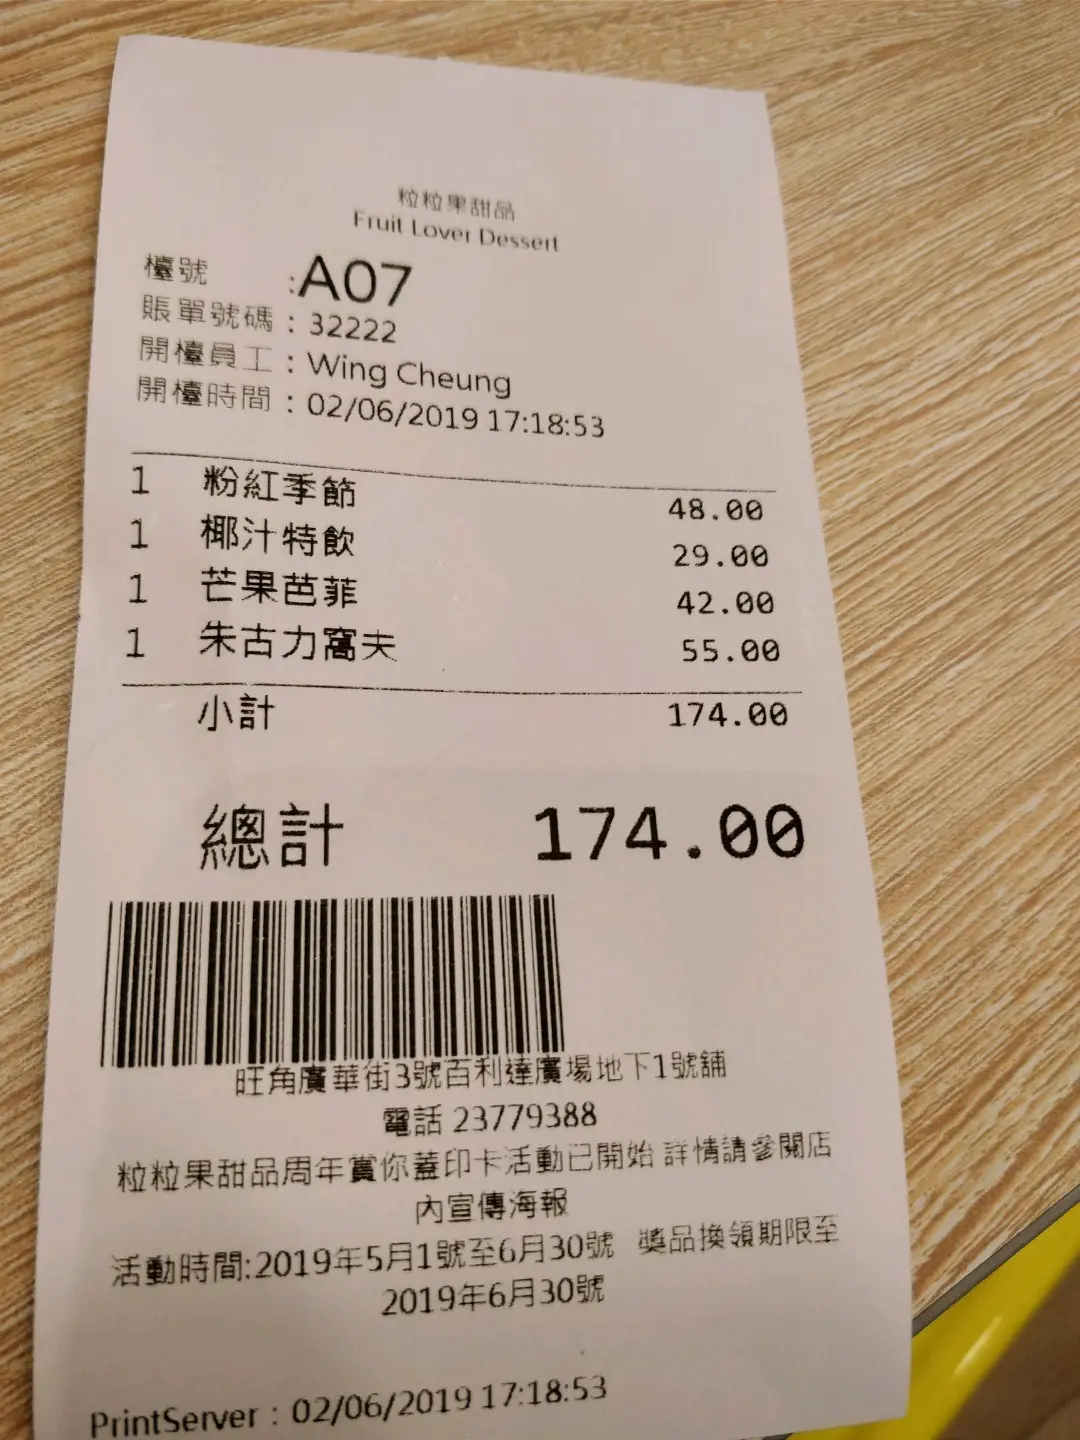 粒粒果甜品
Fruit Lover Dessert
檯號 :A07
賬單號碼 : 32222
開檯員工 : Wing Cheung
開檯時間 : 02/06/2019 17:18:53
1 粉紅季節 48.00
1 椰汁特飲 29.00
1 芒果芭菲 42.00
1 朱古力窩夫 55.00
小計 174.00
總計 174.00
旺角廣華街3號百利達廣場地下1號舖
電話 23779388
粒粒果甜品周年賞你蓋印卡活動已開始 詳情請參閱店
內宣傳海報
活動時間:2019年5月1號至6月30號 獎品換領期限至
2019年6月30號
PrintServer : 02/06/2019 17:18:53